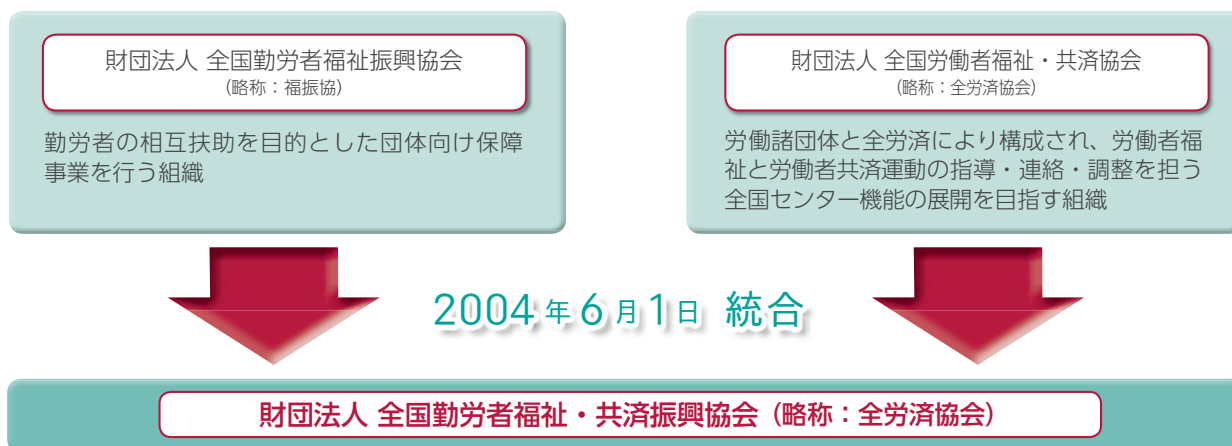 財団法人 全国勤労者福祉振興協会
(略称：福振協)
勤労者の相互扶助を目的とした団体向け保障
事業を行う組織
財団法人 全国労働者福祉・共済協会
(略称：全労済協会)
労働諸団体と全労済により構成され、労働者福
祉と労働者共済運動の指導・連絡・調整を担う
全国センター機能の展開を目指す組織
2004年6月1日 統合
財団法人 全国勤労者福祉・共済振興協会（略称：全労済協会）